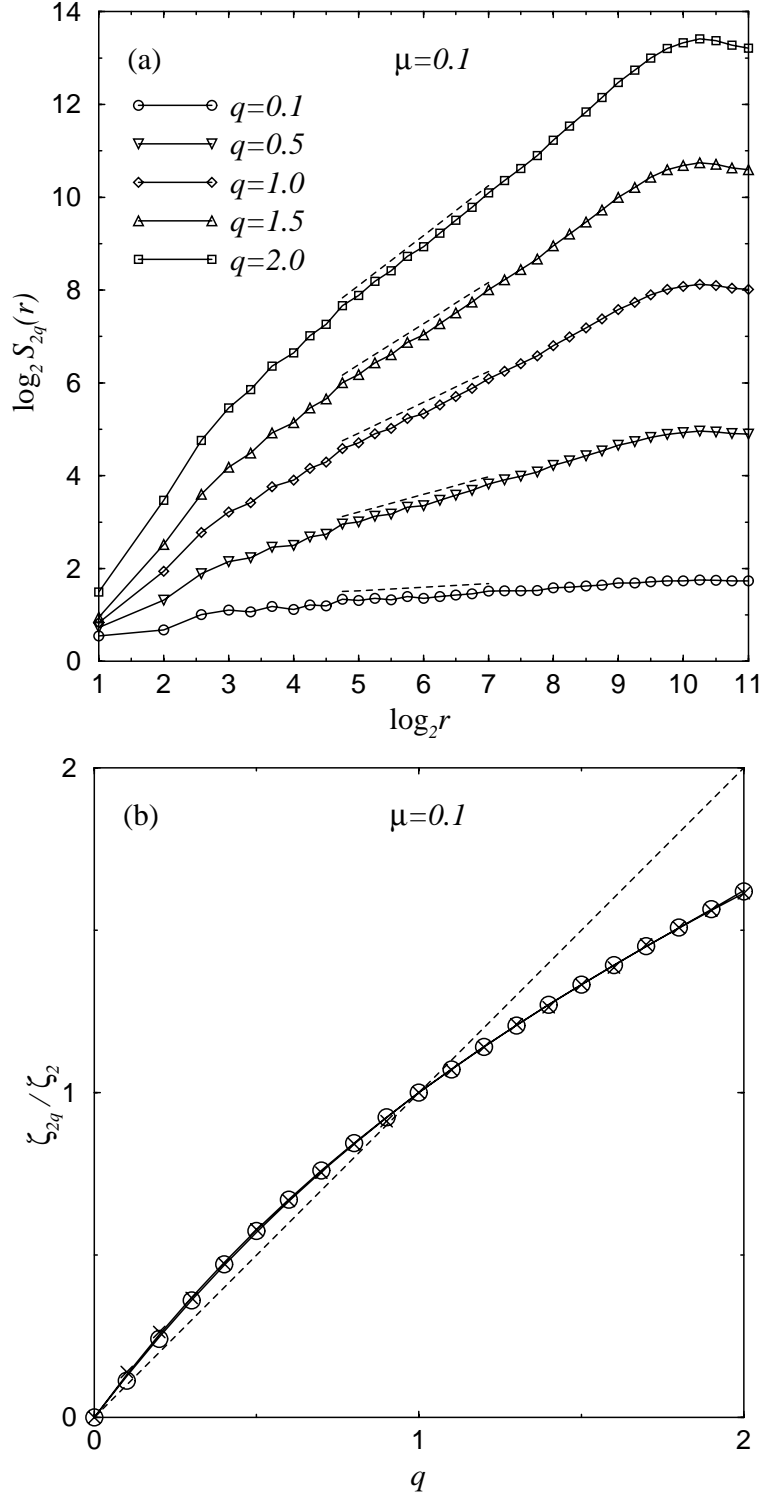 14
12
10
8
6
4
2
0
log₂ S₂q(r)
(a)
μ=0.1
q=0.1
q=0.5
q=1.0
q=1.5
q=2.0
1 2 3 4 5 6 7 8 9 10 11
log₂r
2
1
0
ζ₂q / ζ₂
(b)
μ=0.1
0 1 2
q